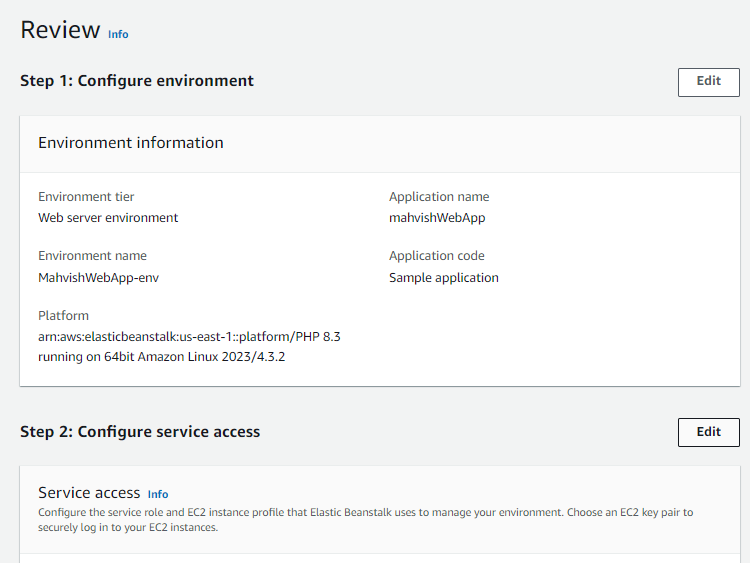 Review Info
Step 1: Configure environment
Edit
Environment information
Environment tier
Web server environment
Application name
mahvishWebApp
Environment name
MahvishWebApp-env
Application code
Sample application
Platform
arn:aws:elasticbeanstalk:us-east-1::platform/PHP 8.3
running on 64bit Amazon Linux 2023/4.3.2
Step 2: Configure service access
Edit
Service access Info
Configure the service role and EC2 instance profile that Elastic Beanstalk uses to manage your environment. Choose an EC2 key pair to
securely log in to your EC2 instances.